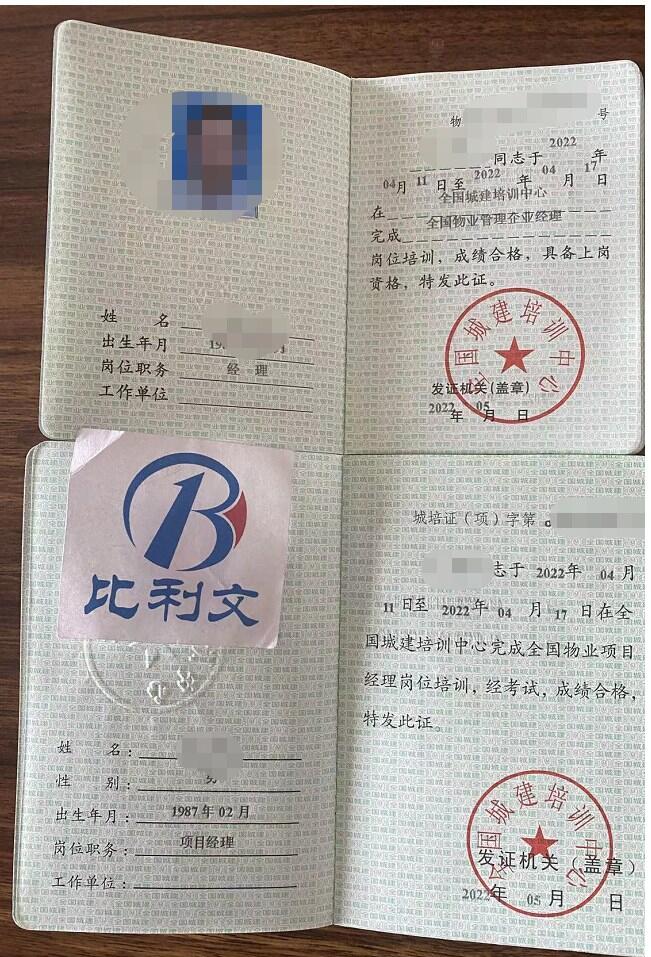 姓 名
出生年月
岗位职务 经 理
工作单位
物 号
同志于 2022 年
04月 11 日至 2022 年 04 月 17 日
在 全国城建培训中心
完成 全国物业管理企业经理
岗位培训，成绩合格，具备上岗
资格，特发此证。
全国城建培训中心
发证机关(盖章)
2022 年 05 月 日
比利文
姓 名：
性 别：
出生年月： 1987 年 02 月
岗位职务： 项目经理
工作单位：
城培证（项）字第
志于 2022年 04 月
11 日至 2022年 04 月 17 日在全
国城建培训中心完成全国物业项目
经理岗位培训，经考试，成绩合格，
特发此证。
全国城建培训中心
发证机关（盖章）
2022年 05 月 日